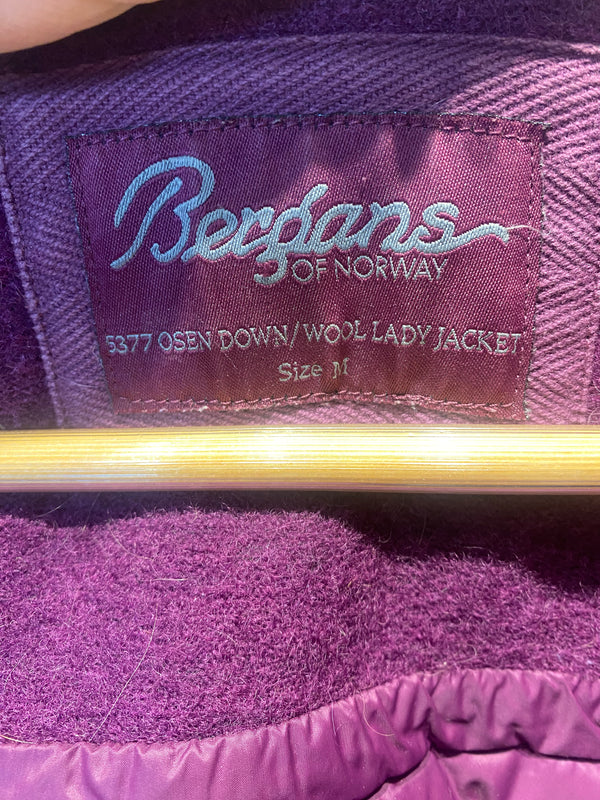 Bergans
OF NORWAY
5377 OSEN DOWN/WOOL LADY JACKET
Size M